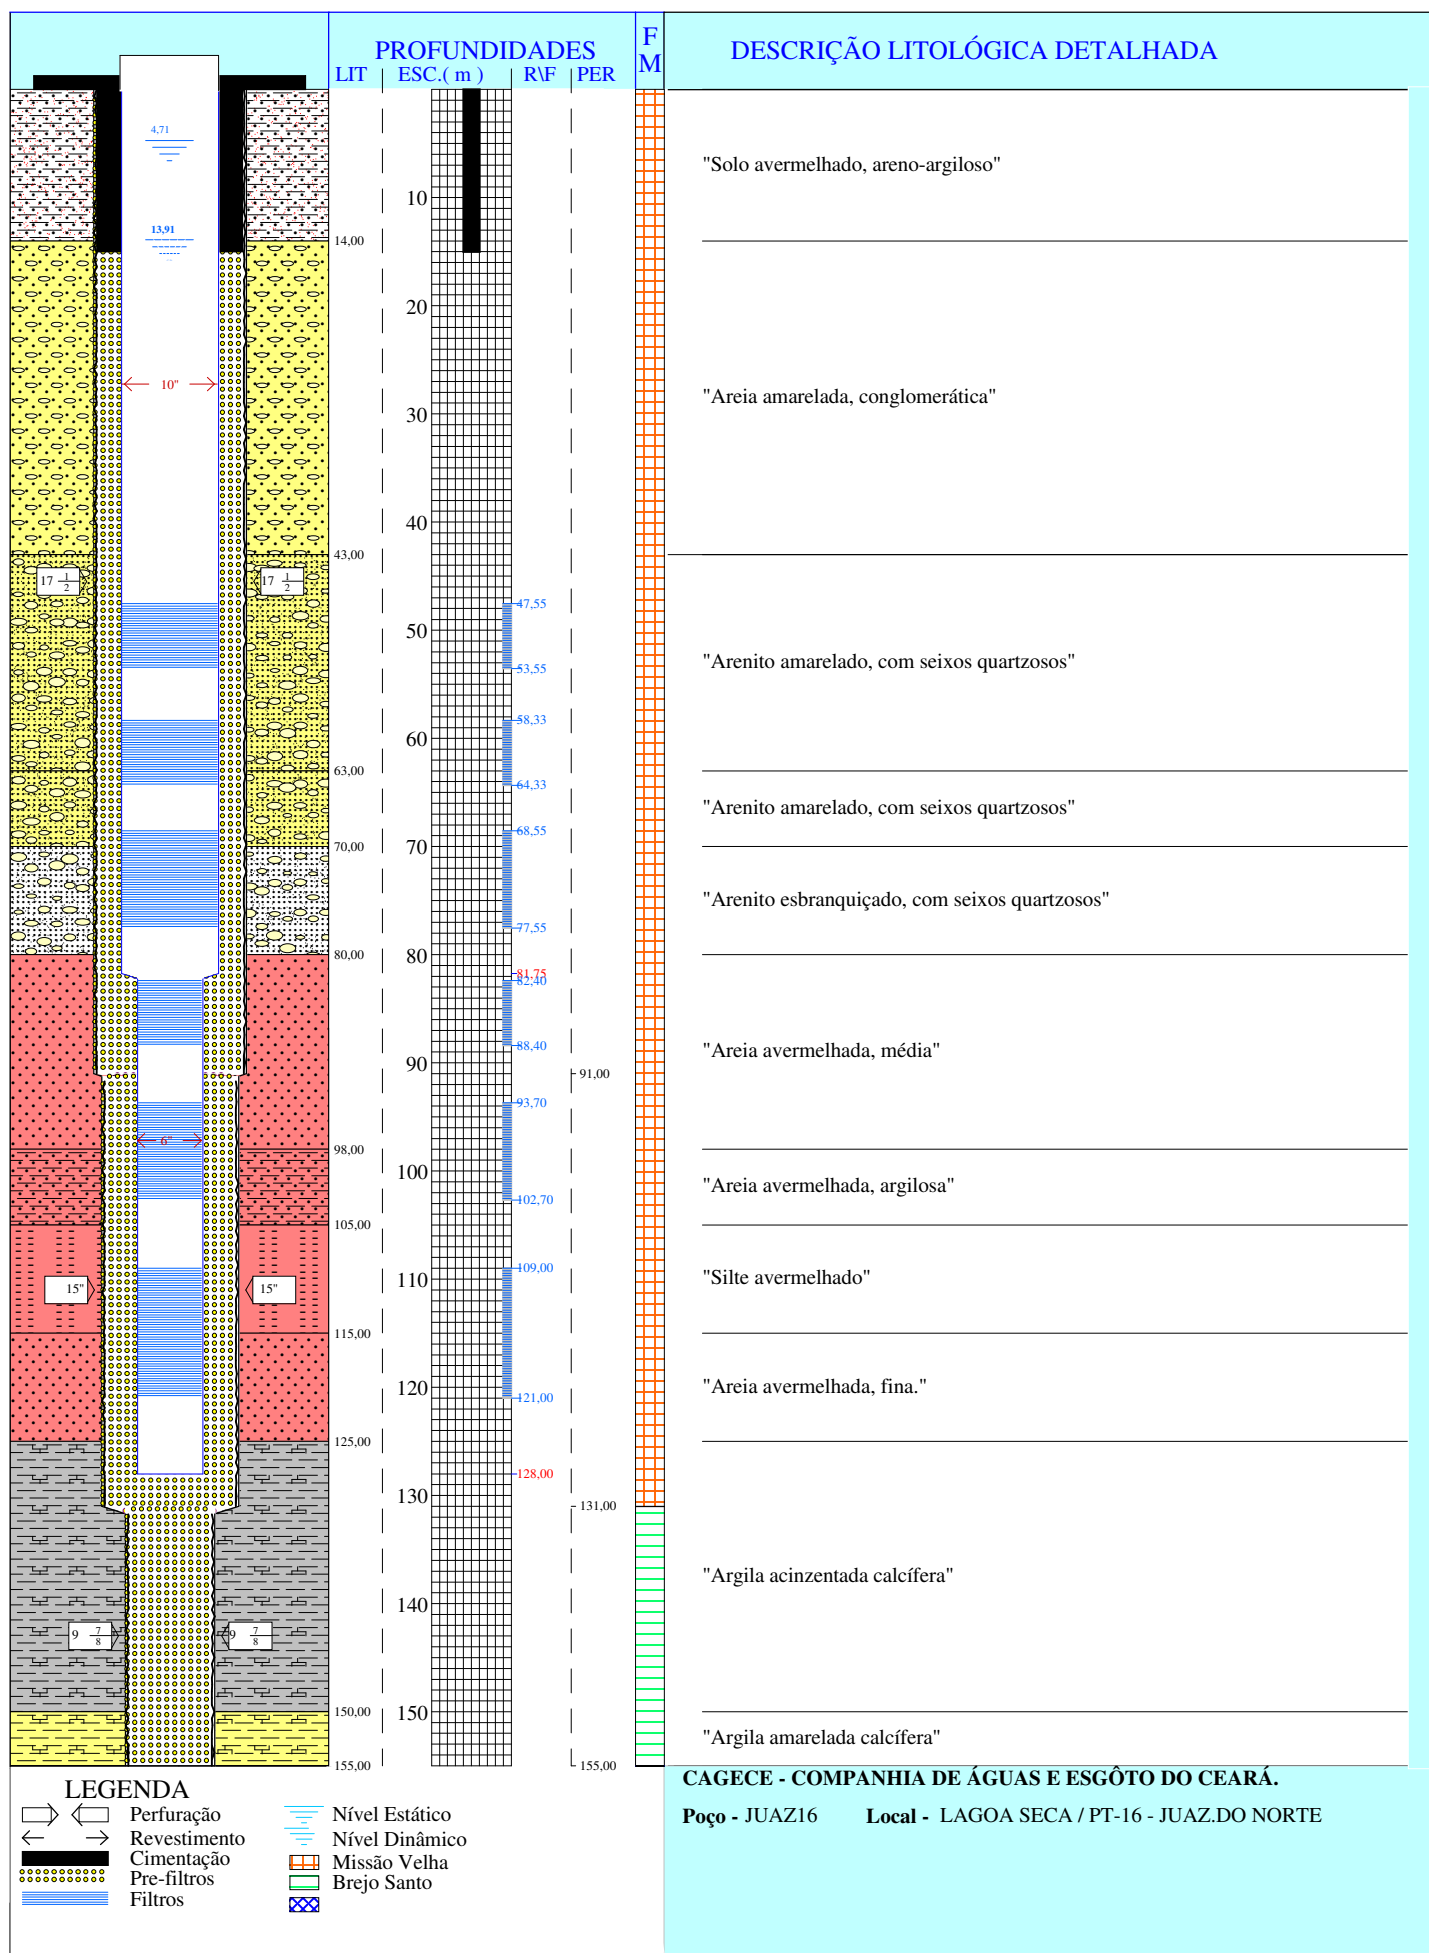 PROFUNDIDADES
F
M
DESCRIÇÃO LITOLÓGICA DETALHADA
LIT
ESC.( m )
R\F
PER
4,71
"Solo avermelhado, areno-argiloso"
10
13,91
14,00
20
10"
"Areia amarelada, conglomerática"
30
40
43,00
17 1/2
17 1/2
47,55
50
53,55
"Arenito amarelado, com seixos quartzosos"
58,33
60
63,00
64,33
"Arenito amarelado, com seixos quartzosos"
68,55
70,00
70
"Arenito esbranquiçado, com seixos quartzosos"
77,55
80,00
80
81,75
82,40
88,40
"Areia avermelhada, média"
90
91,00
93,70
6"
98,00
100
"Areia avermelhada, argilosa"
102,70
105,00
109,00
"Silte avermelhado"
110
15"
15"
115,00
120
"Areia avermelhada, fina."
121,00
125,00
128,00
130
131,00
"Argila acinzentada calcífera"
140
9 7/8
9 7/8
150,00
150
"Argila amarelada calcífera"
155,00
155,00
LEGENDA
Perfuração
Revestimento
Cimentação
Pre-filtros
Filtros
Nível Estático
Nível Dinâmico
Missão Velha
Brejo Santo
CAGECE - COMPANHIA DE ÁGUAS E ESGÔTO DO CEARÁ.
Poço - JUAZ16 Local - LAGOA SECA / PT-16 - JUAZ.DO NORTE